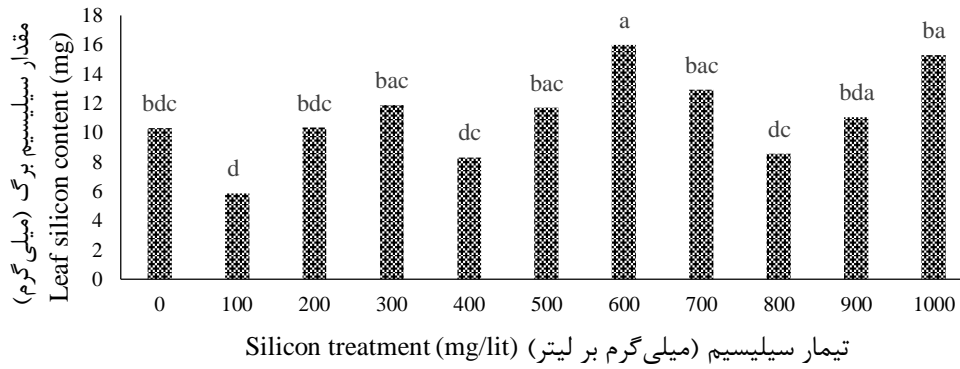 مقدار سیلیسیم برگ (میلی‌گرم)
Leaf silicon content (mg)
18
16
14
12
10
8
6
4
2
0
bdc
d
bdc
bac
dc
bac
a
bac
dc
bda
ba
0 100 200 300 400 500 600 700 800 900 1000
Silicon treatment (mg/lit) تیمار سیلیسیم (میلی‌گرم بر لیتر)